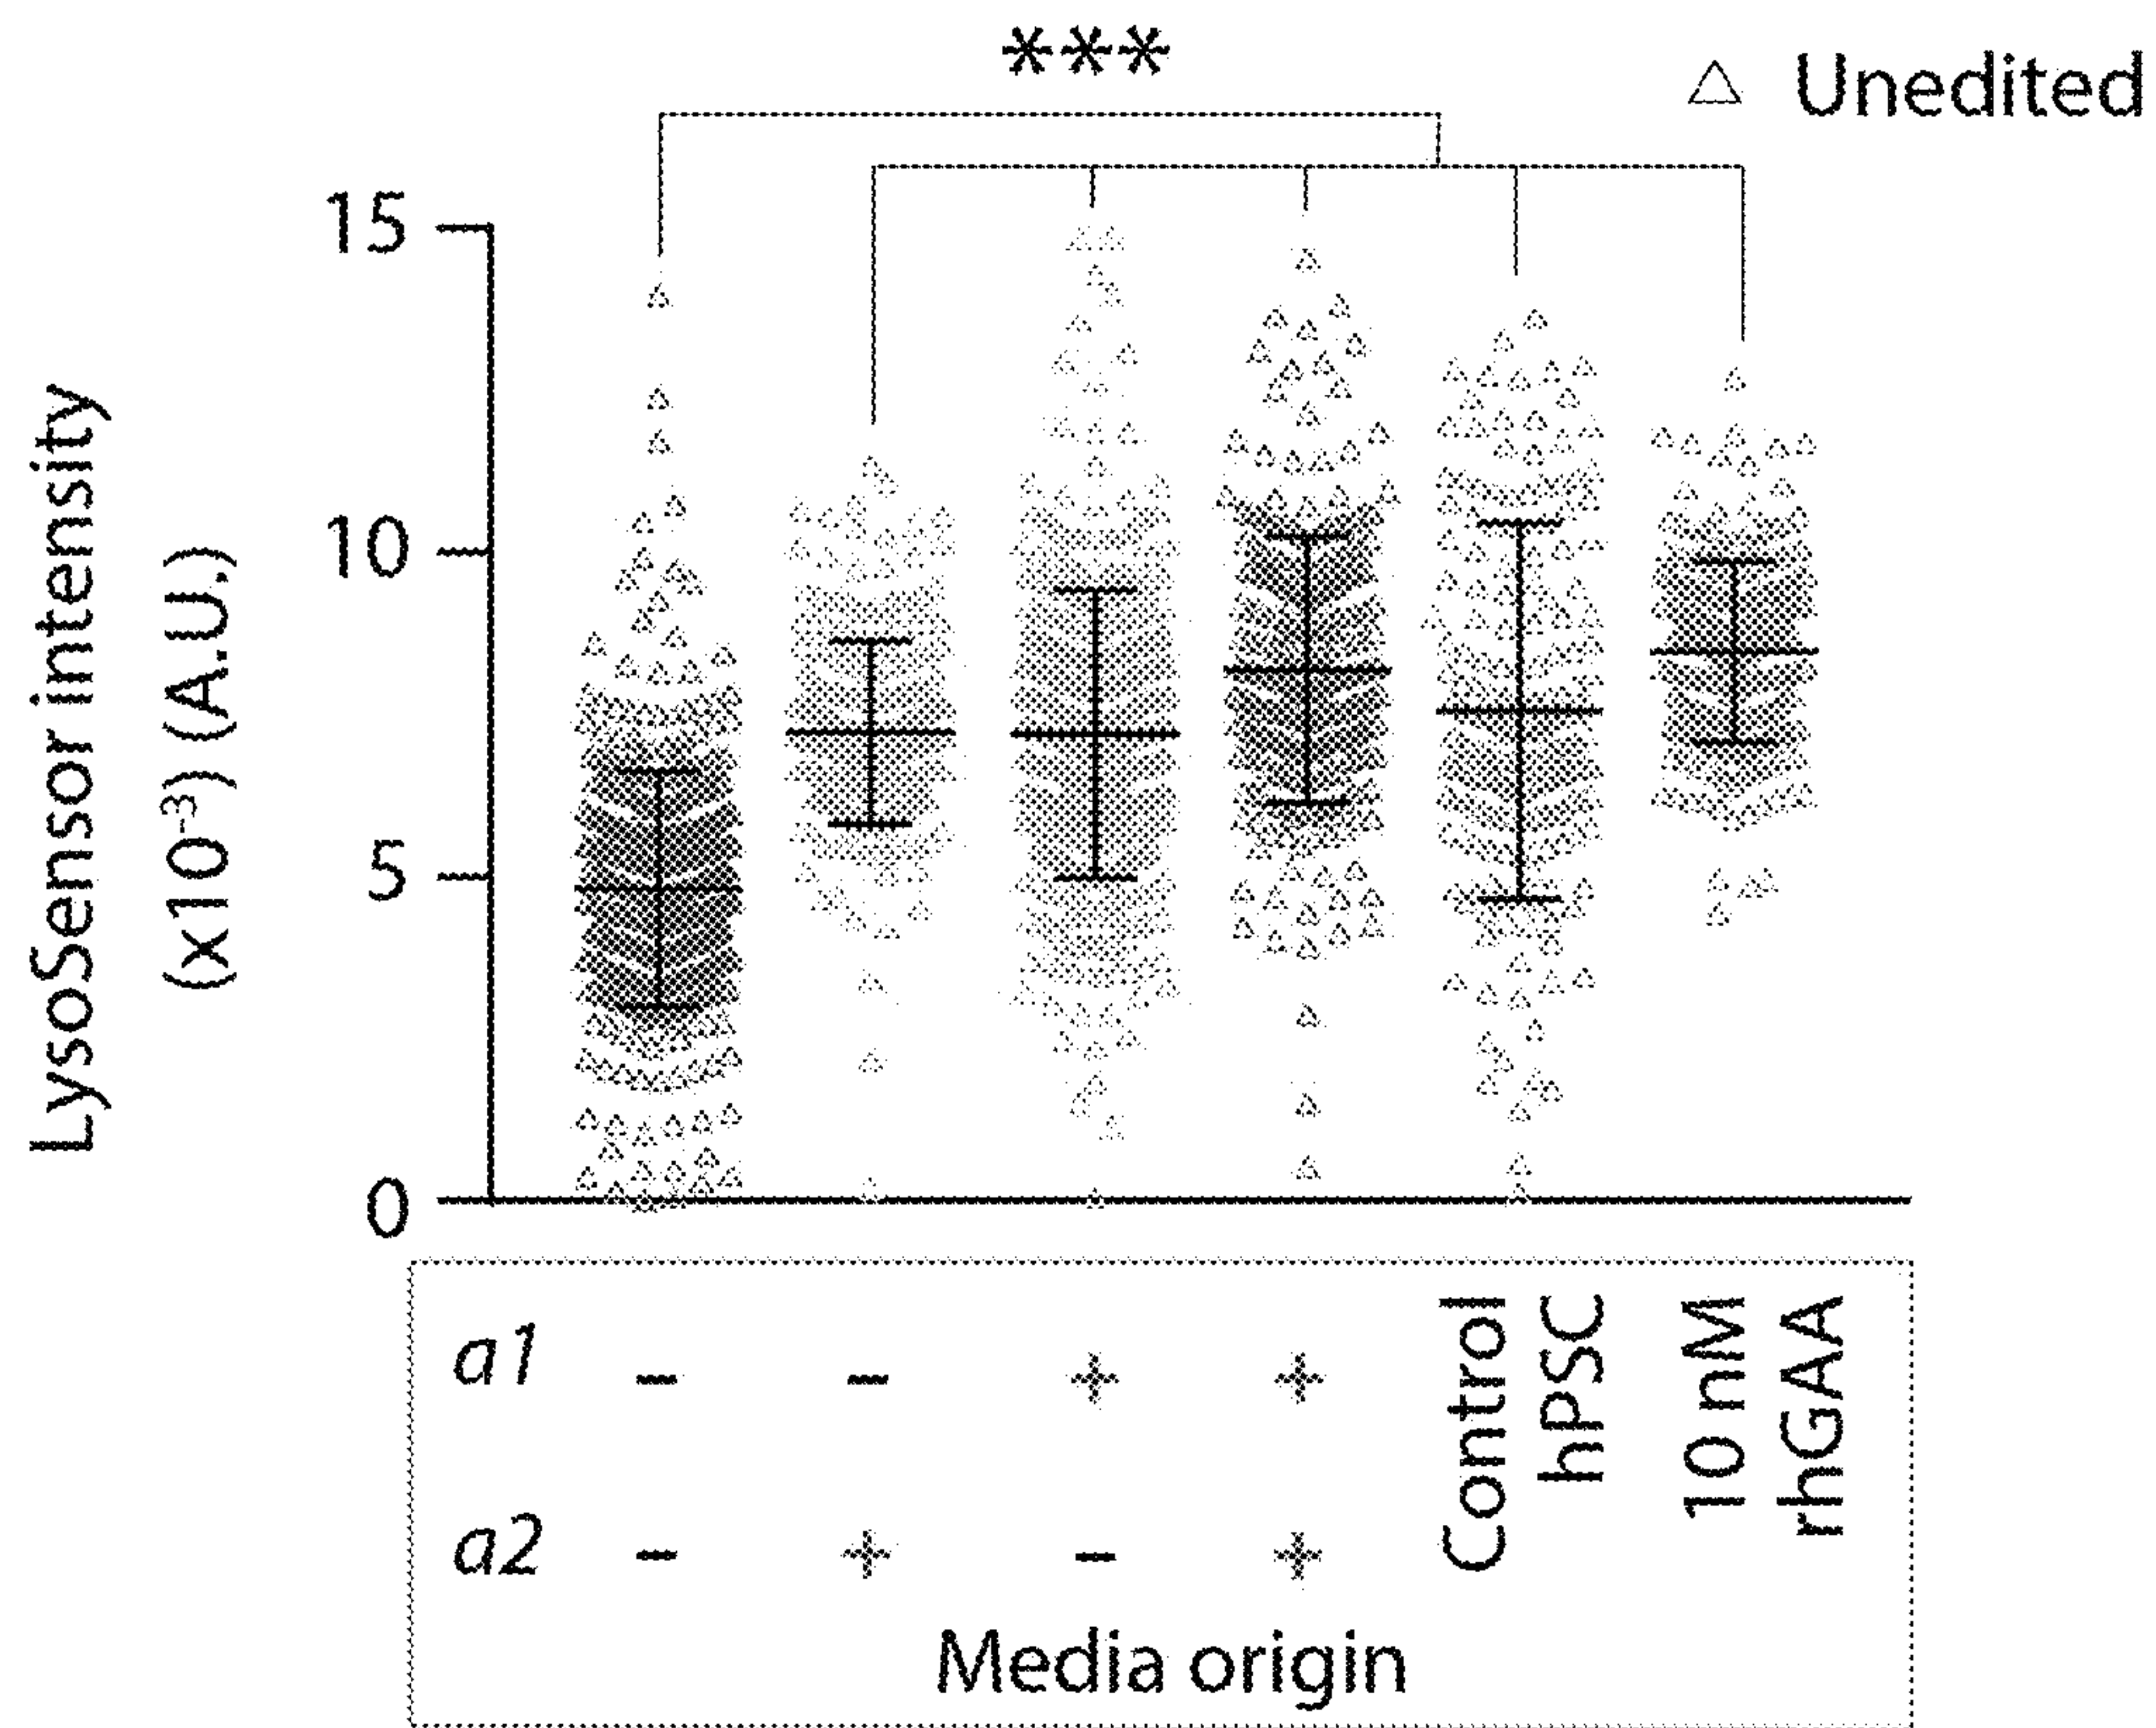 ***
△ Unedited
LysoSensor intensity
(x10⁻³) (A.U.)
15
10
5
0
a1 – – + +
a2 – + – +
Control
hPSC
10 nM
rhGAA
Media origin